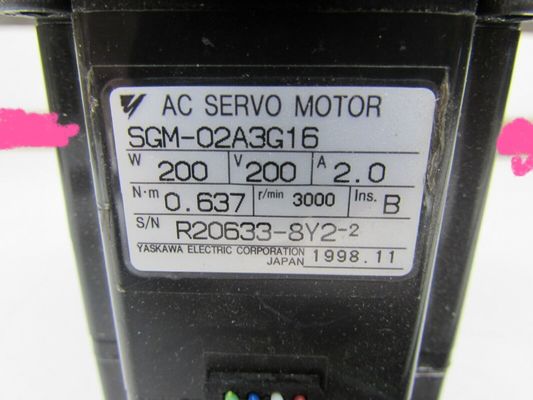 AC SERVO MOTOR
SGM-02A3G16
W 200 V 200 A 2.0
N·m 0.637 r/min 3000 Ins. B
S/N R20633-8Y2-2
YASKAWA ELECTRIC CORPORATION
JAPAN 1998.11